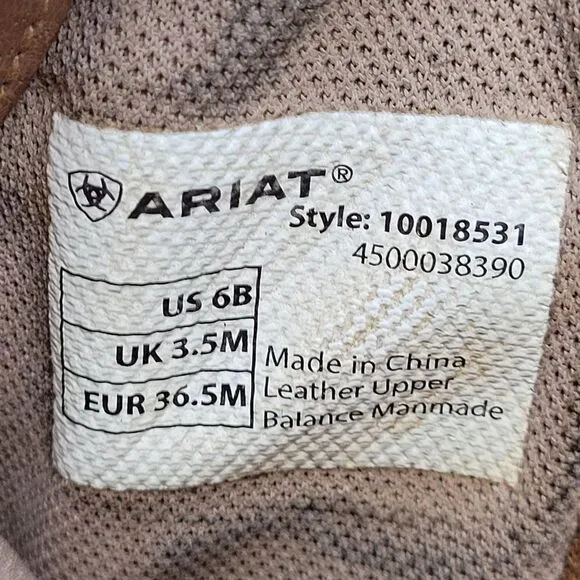 ARIAT®
Style: 10018531
4500038390
US 6B
UK 3.5M
EUR 36.5M
Made in China
Leather Upper
Balance Manmade